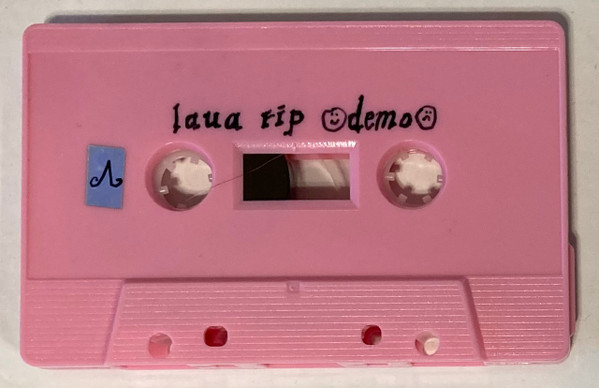 laua rip ☺demo☹